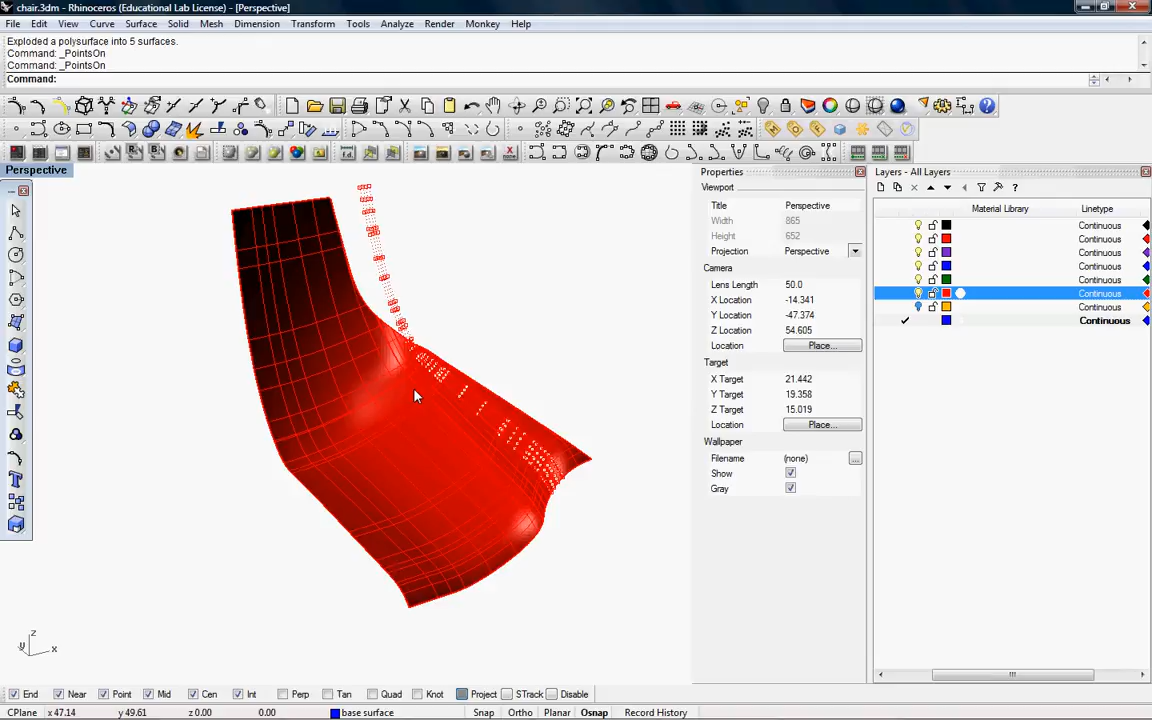 chair.3dm - Rhinoceros (Educational Lab License) - [Perspective]
File Edit View Curve Surface Solid Mesh Dimension Transform Tools Analyze Render Monkey Help
Exploded a polysurface into 5 surfaces.
Command: _PointsOn
Command: _PointsOn
Command:
Perspective
Properties
Viewport
Title Perspective
Width 865
Height 652
Projection Perspective
Camera
Lens Length 50.0
X Location -14.341
Y Location -47.374
Z Location 54.605
Location Place...
Target
X Target 21.442
Y Target 19.358
Z Target 15.019
Location Place...
Wallpaper
Filename (none) ...
Show
Gray
Layers - All Layers
Material Library Linetype
Continuous
Continuous
Continuous
Continuous
Continuous
Continuous
Continuous
Continuous
z
y x
End Near Point Mid Cen Int Perp Tan Quad Knot Project STrack Disable
CPlane x 47.14 y 49.61 z 0.00 0.00 base surface Snap Ortho Planar Osnap Record History